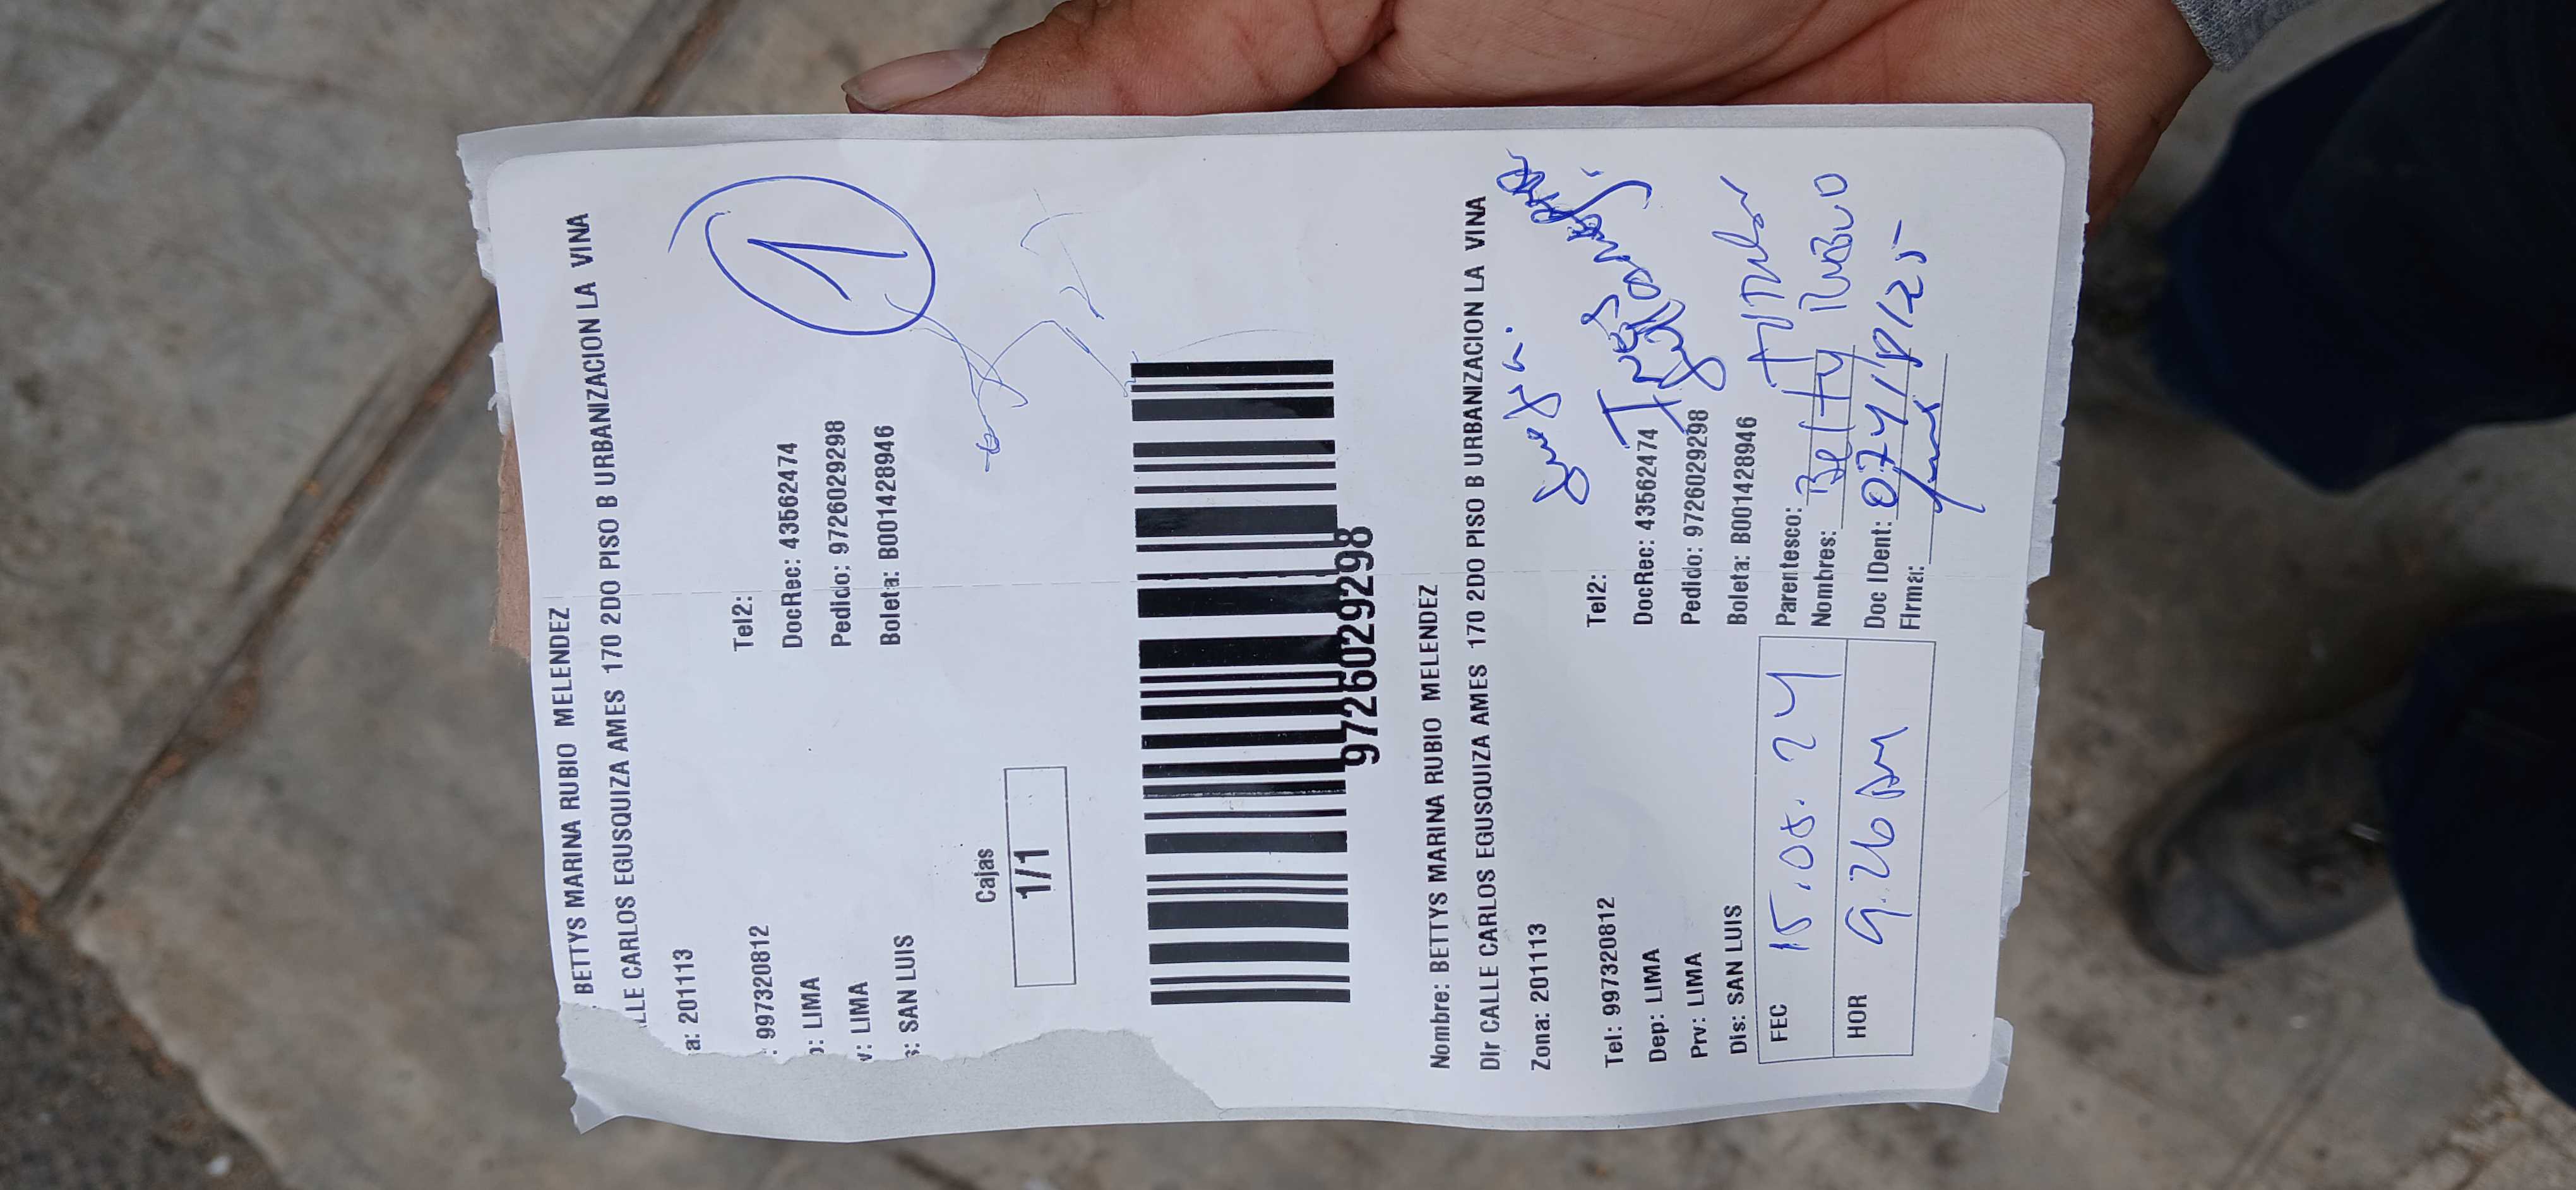 BETTYS MARINA RUBIO MELENDEZ
LLE CARLOS EGUSQUIZA AMES 170 2DO PISO B URBANIZACION LA VINA
a: 201113
: 997320812 Tel2:
: LIMA DocRec: 43562474
v: LIMA Pedido: 9726029298
s: SAN LUIS Boleta: B001428946
1
Cajas
1/1
9726029298
Nombre: BETTYS MARINA RUBIO MELENDEZ
Dir CALLE CARLOS EGUSQUIZA AMES 170 2DO PISO B URBANIZACION LA VINA
Zona: 201113
Tel: 997320812 Tel2:
Dep: LIMA DocRec: 43562474
Prv: LIMA Pedido: 9726029298
Dis: SAN LUIS Boleta: B001428946
FEC 15.05.24 Parentesco: Titular
Nombres: Betty Rubio
HOR 9.26 AM Doc IDent:
Firma: